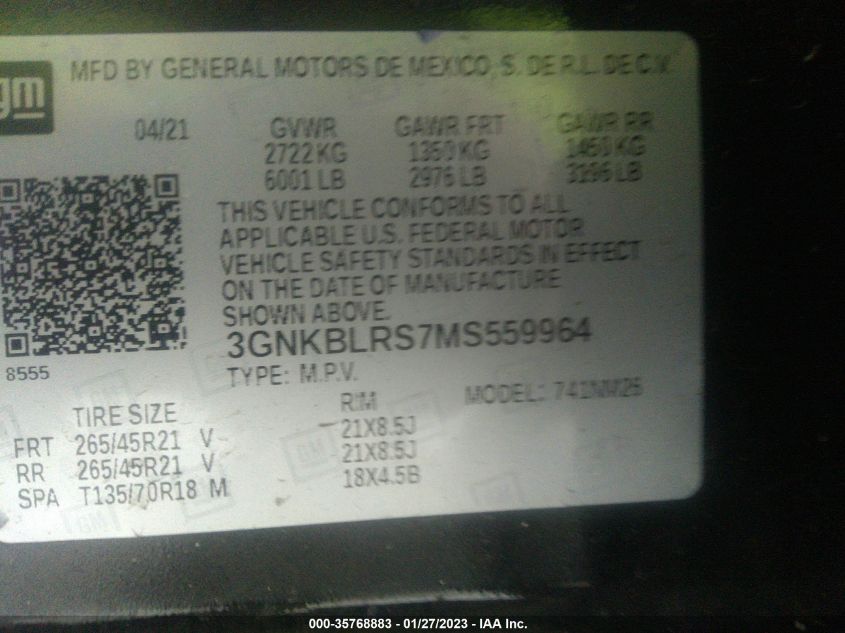 gm
MFD BY GENERAL MOTORS DE MEXICO, S. DE R.L. DE C.V.
04/21 GVWR GAWR FRT GAWR RR
2722 KG 1350 KG 1450 KG
6001 LB 2976 LB 3196 LB
THIS VEHICLE CONFORMS TO ALL
APPLICABLE U.S. FEDERAL MOTOR
VEHICLE SAFETY STANDARDS IN EFFECT
ON THE DATE OF MANUFACTURE
SHOWN ABOVE.
3GNKBLRS7MS559964
8555
TYPE: M.P.V. MODEL:
TIRE SIZE RIM
FRT 265/45R21 V 21X8.5J
RR 265/45R21 V 21X8.5J
SPA T135/70R18 M 18X4.5B
000-35768883 - 01/27/2023 - IAA Inc.